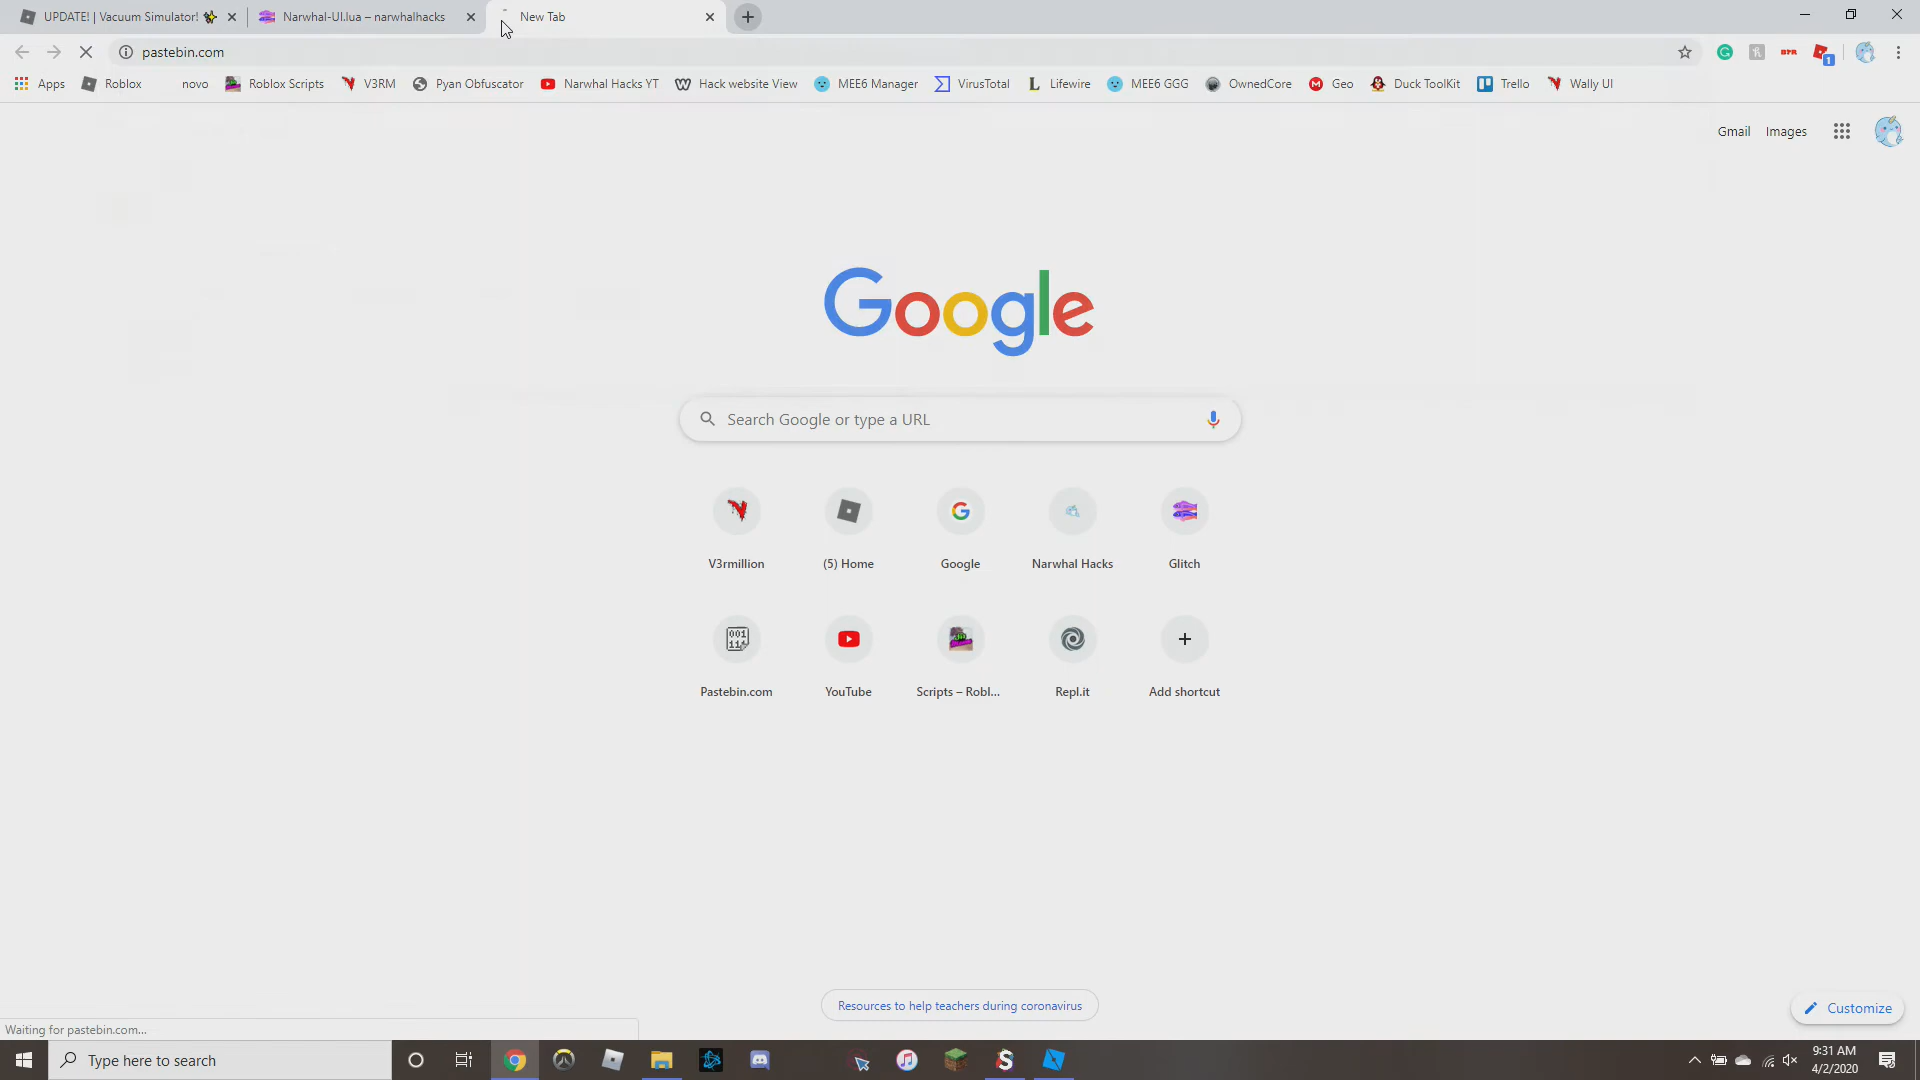 UPDATE! | Vacuum Simulator! ✨ Narwhal-UI.lua – narwhalhacks New Tab
pastebin.com
Apps Roblox novo Roblox Scripts V3RM Pyan Obfuscator Narwhal Hacks YT Hack website View MEE6 Manager VirusTotal Lifewire MEE6 GGG OwnedCore Geo Duck ToolKit Trello Wally UI
Gmail Images
Google
Search Google or type a URL
V3rmillion (5) Home Google Narwhal Hacks Glitch
Pastebin.com YouTube Scripts – Robl... Repl.it Add shortcut
Resources to help teachers during coronavirus
Customize
Waiting for pastebin.com...
Type here to search
9:31 AM
4/2/2020